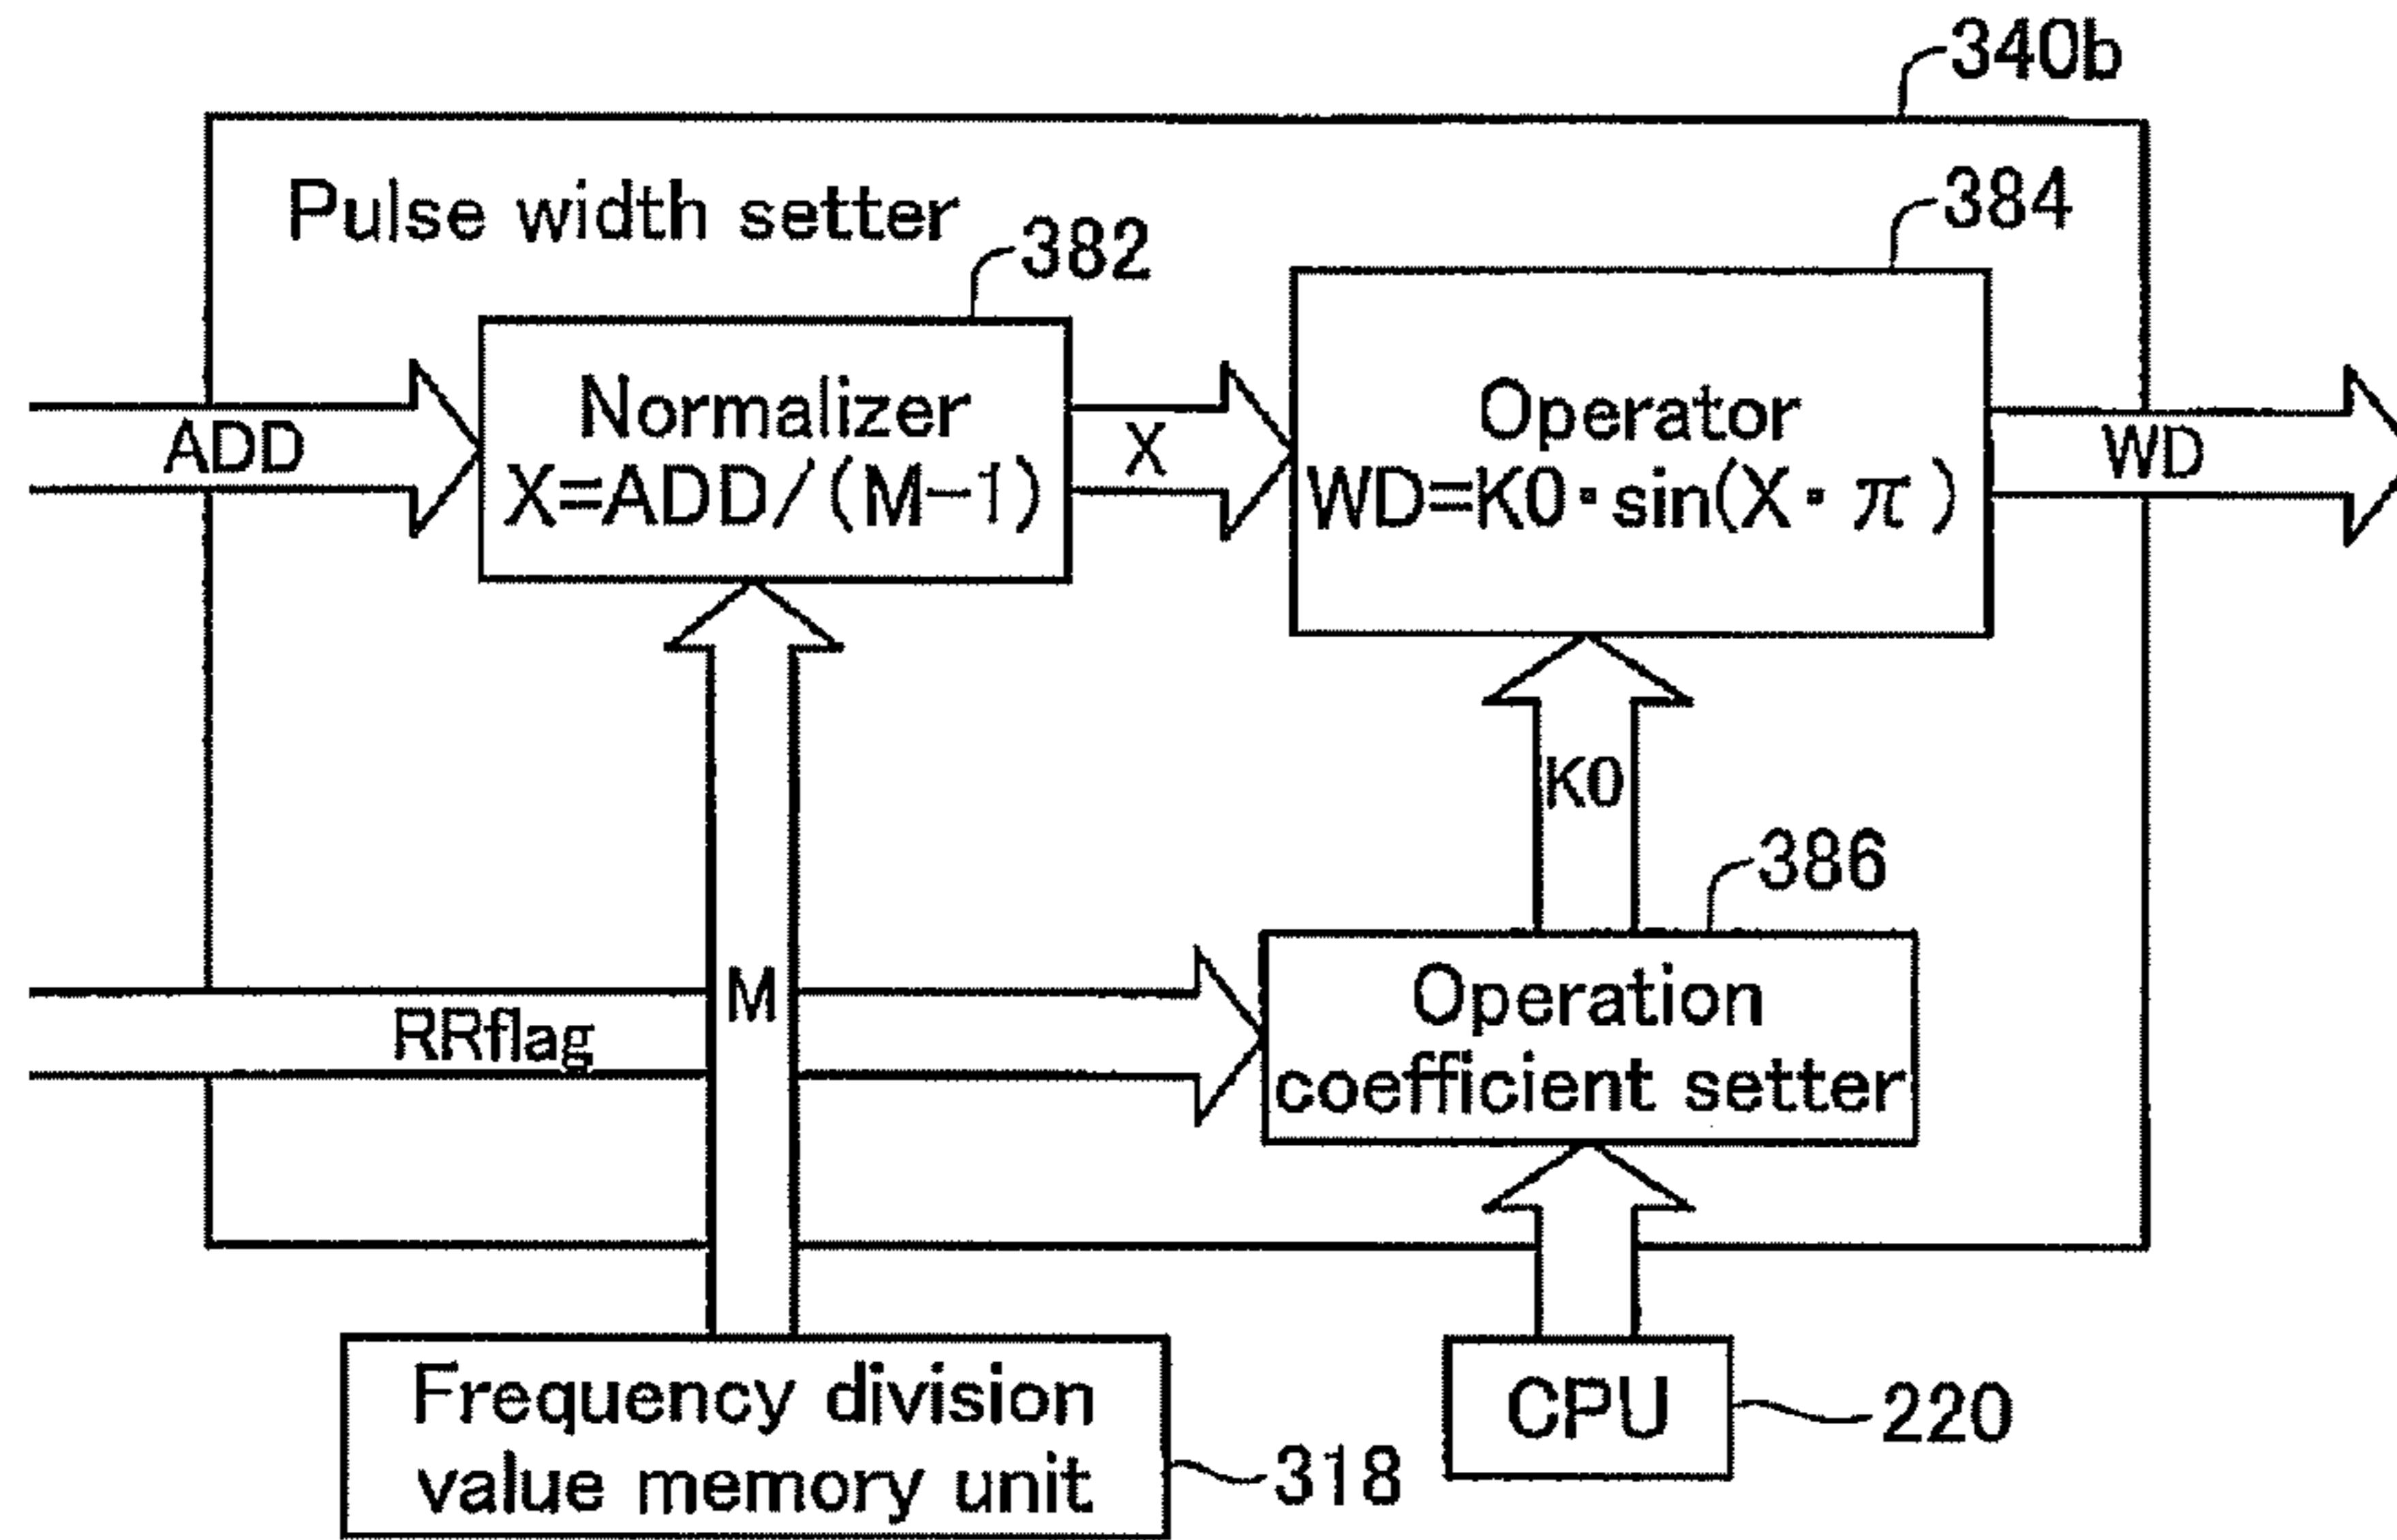 340b
Pulse width setter
384
382
ADD
Normalizer
X=ADD/(M-1)
X
Operator
WD=K0·sin(X·π)
WD
K0
386
RRflag
M
Operation
coefficient setter
Frequency division
value memory unit
318
CPU
220